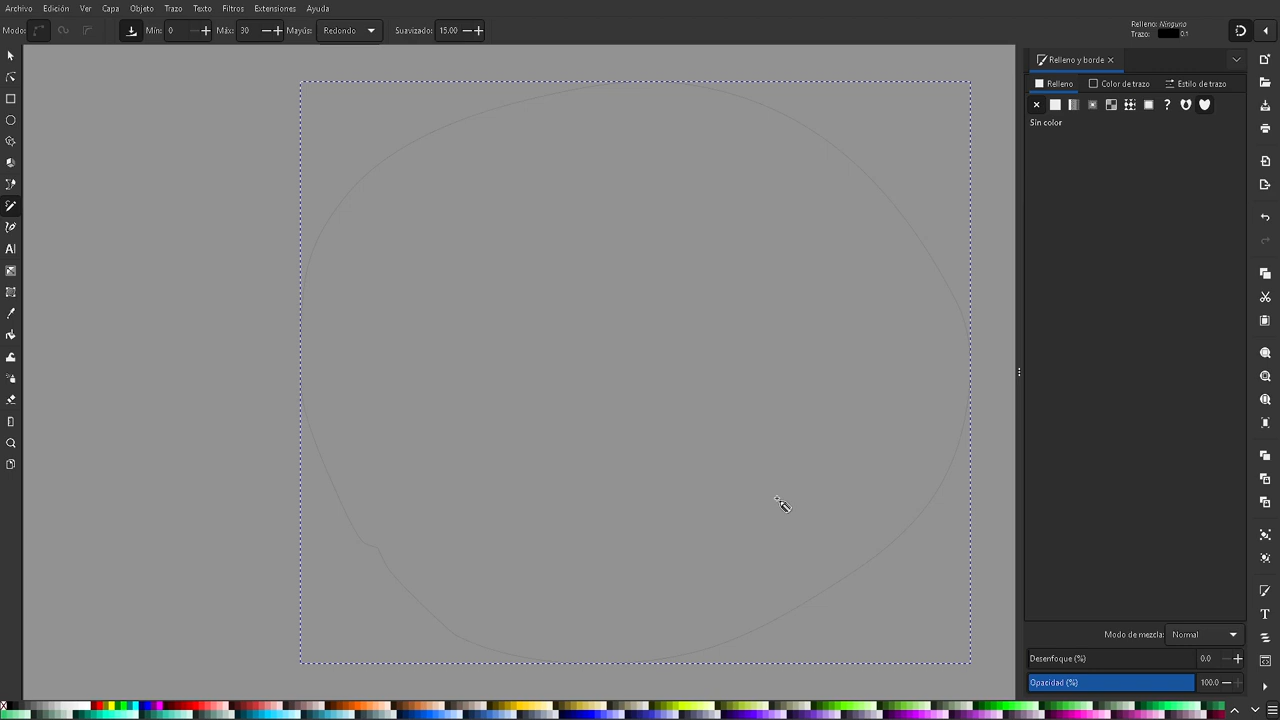 Archivo Edición Ver Capa Objeto Trazo Texto Filtros Extensiones Ayuda
Modo: Mín: 0 Máx: 30 Mayús: Redondo Suavizado: 15.00
Relleno: Ninguno
Trazo: 0.1
Relleno y borde
Relleno Color de trazo Estilo de trazo
Sin color
Modo de mezcla: Normal
Desenfoque (%) 0.0
Opacidad (%) 100.0